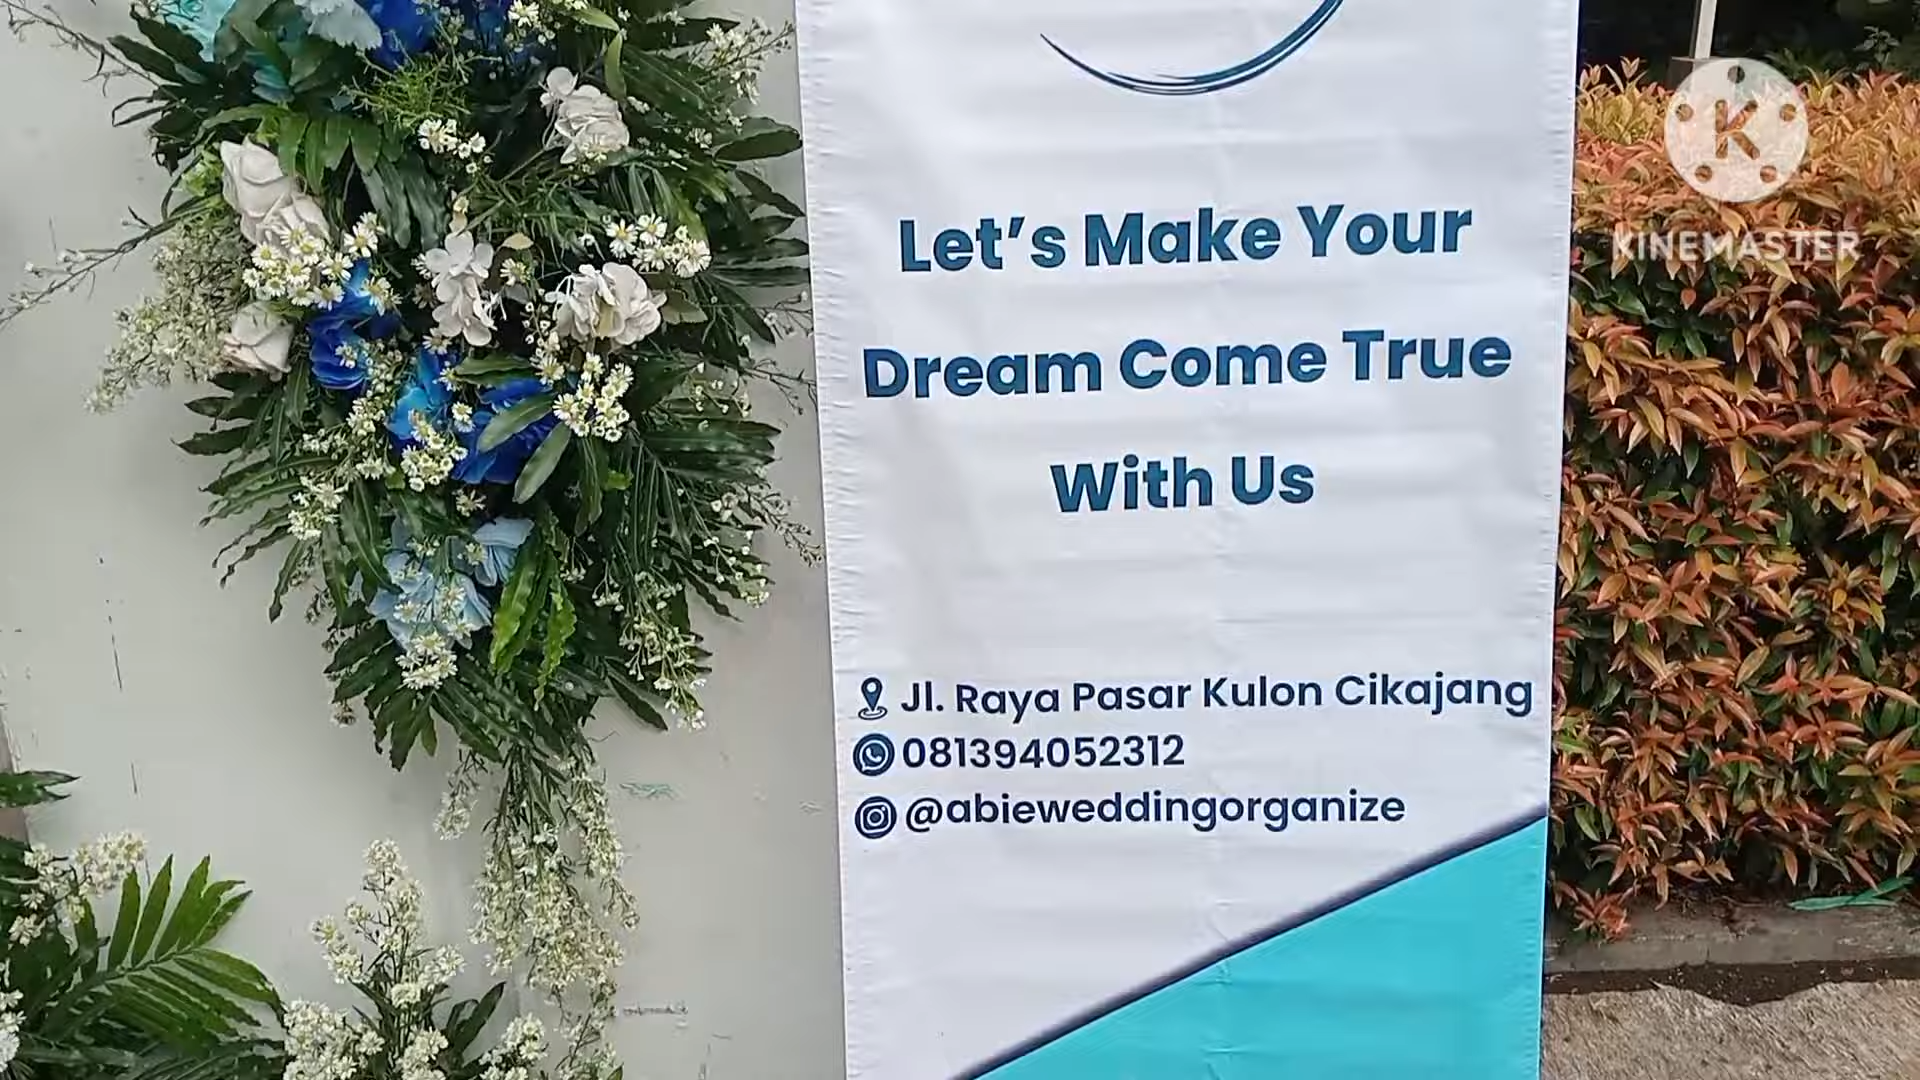 Let's Make Your
Dream Come True
With Us
Jl. Raya Pasar Kulon Cikajang
081394052312
@abieweddingorganize
K
KINEMASTER